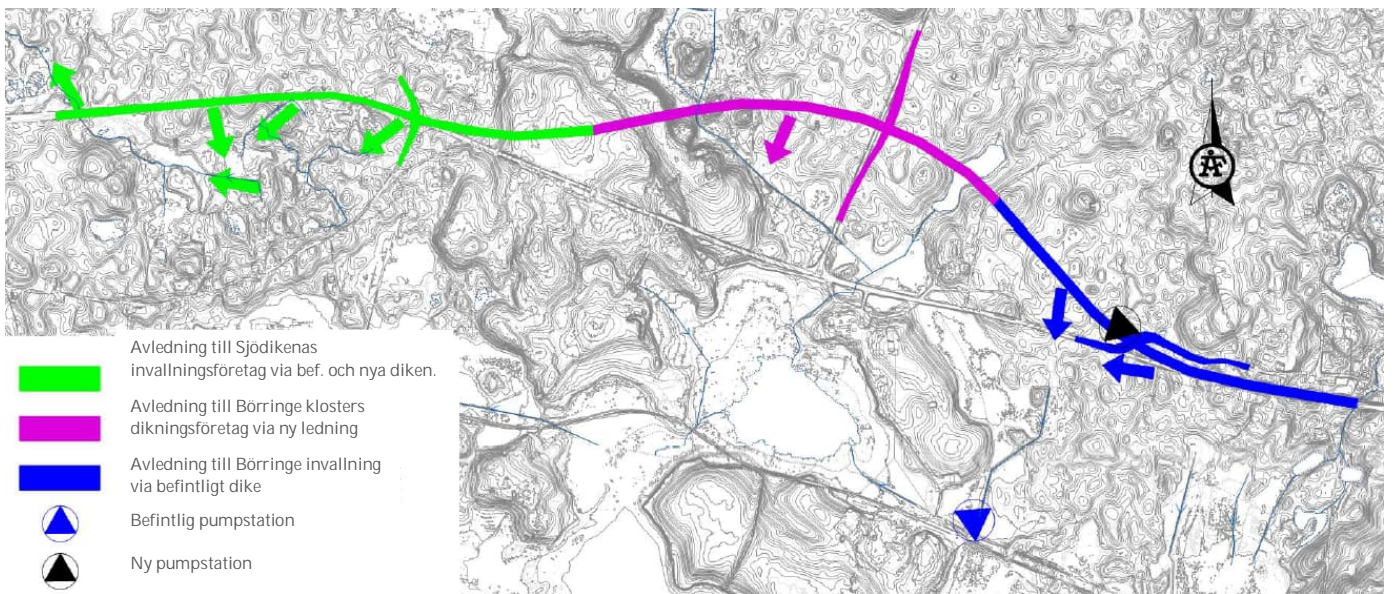 ÅF
Avledning till Sjödikenas
invallningsföretag via bef. och nya diken.
Avledning till Börringe klosters
dikningsföretag via ny ledning
Avledning till Börringe invallning
via befintligt dike
Befintlig pumpstation
Ny pumpstation